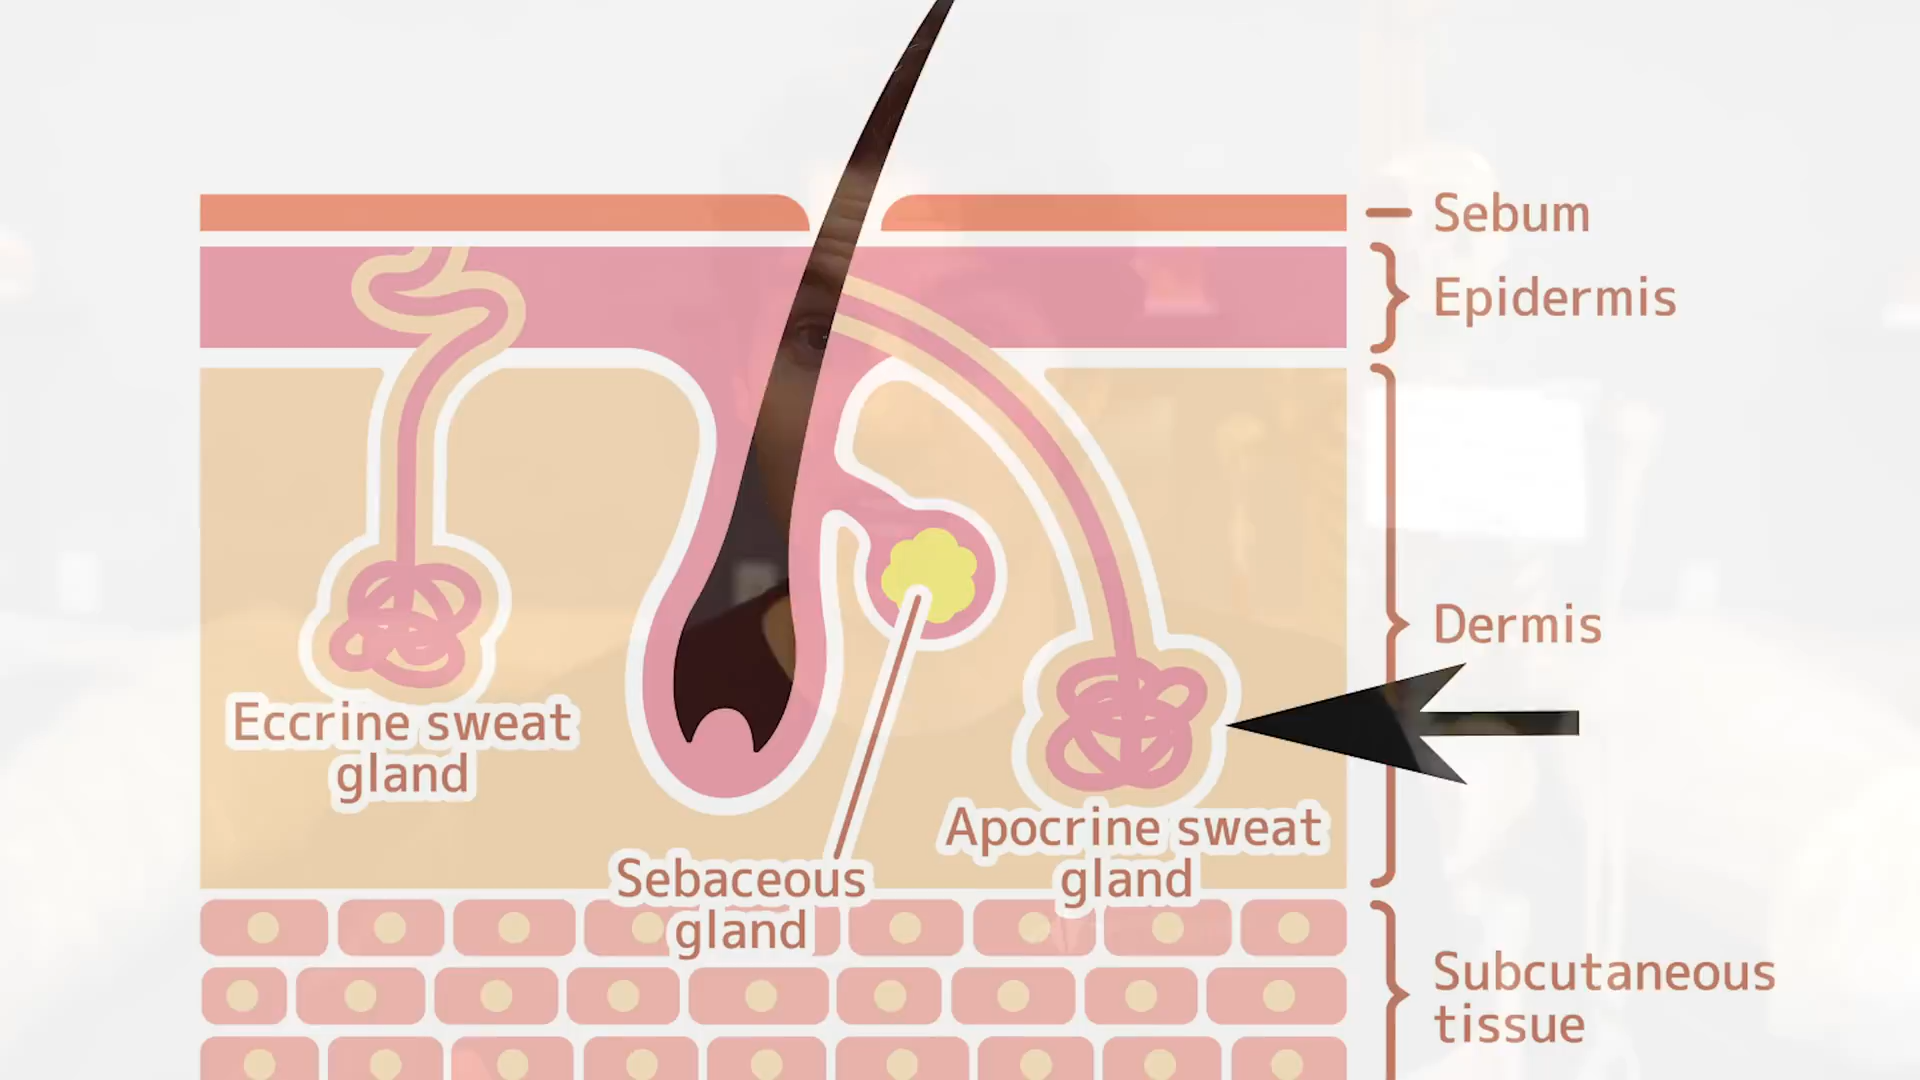 Sebum
Epidermis
Dermis
Eccrine sweat
gland
Apocrine sweat
gland
Sebaceous
gland
Subcutaneous
tissue